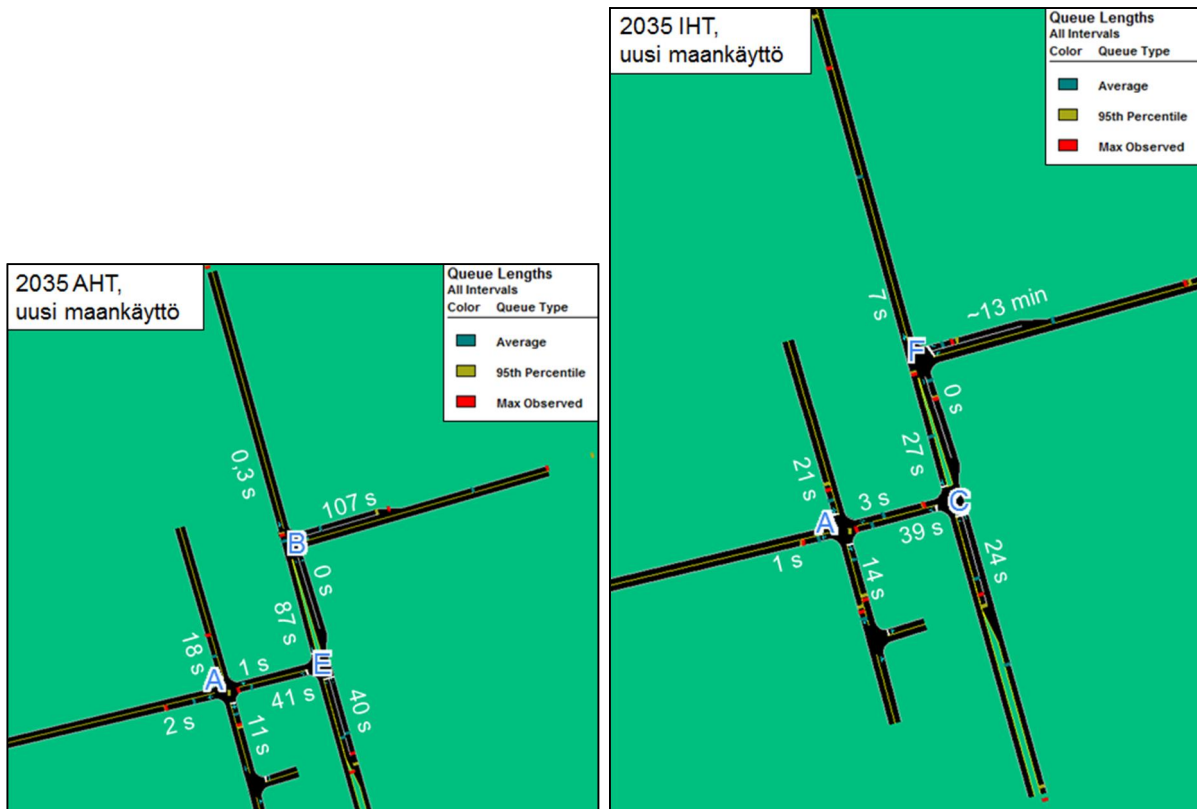 2035 AHT,
uusi maankäyttö
Queue Lengths
All Intervals
Color Queue Type
Average
95th Percentile
Max Observed
0,3 s
107 s
B
0 s
87 s
18 s
1 s
E
A
41 s
40 s
2 s
11 s
2035 IHT,
uusi maankäyttö
Queue Lengths
All Intervals
Color Queue Type
Average
95th Percentile
Max Observed
7 s
~13 min
F
0 s
27 s
21 s
3 s
C
A
39 s
24 s
1 s
14 s